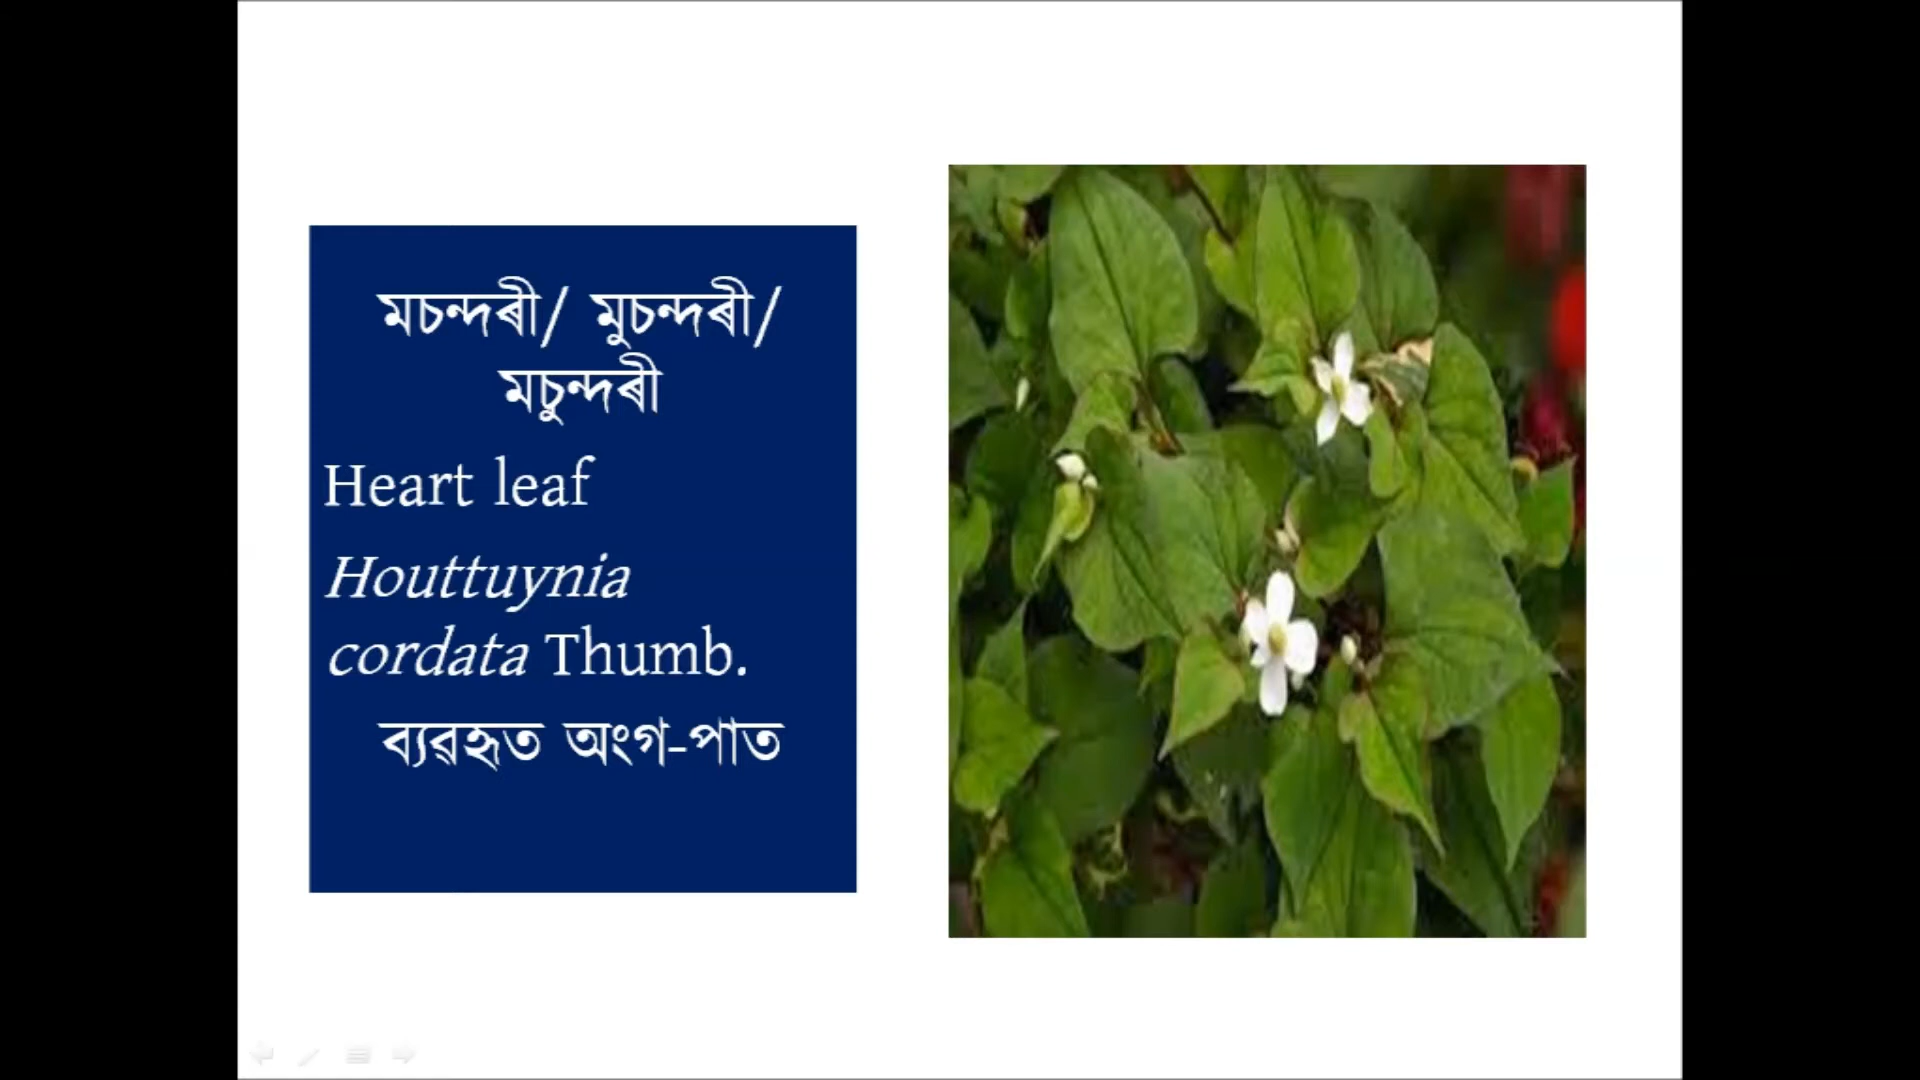 মচন্দৰী/ মুচন্দৰী/
মচুন্দৰী
Heart leaf
Houttuynia
cordata Thumb.
ব্যৱহৃত অংগ-পাত